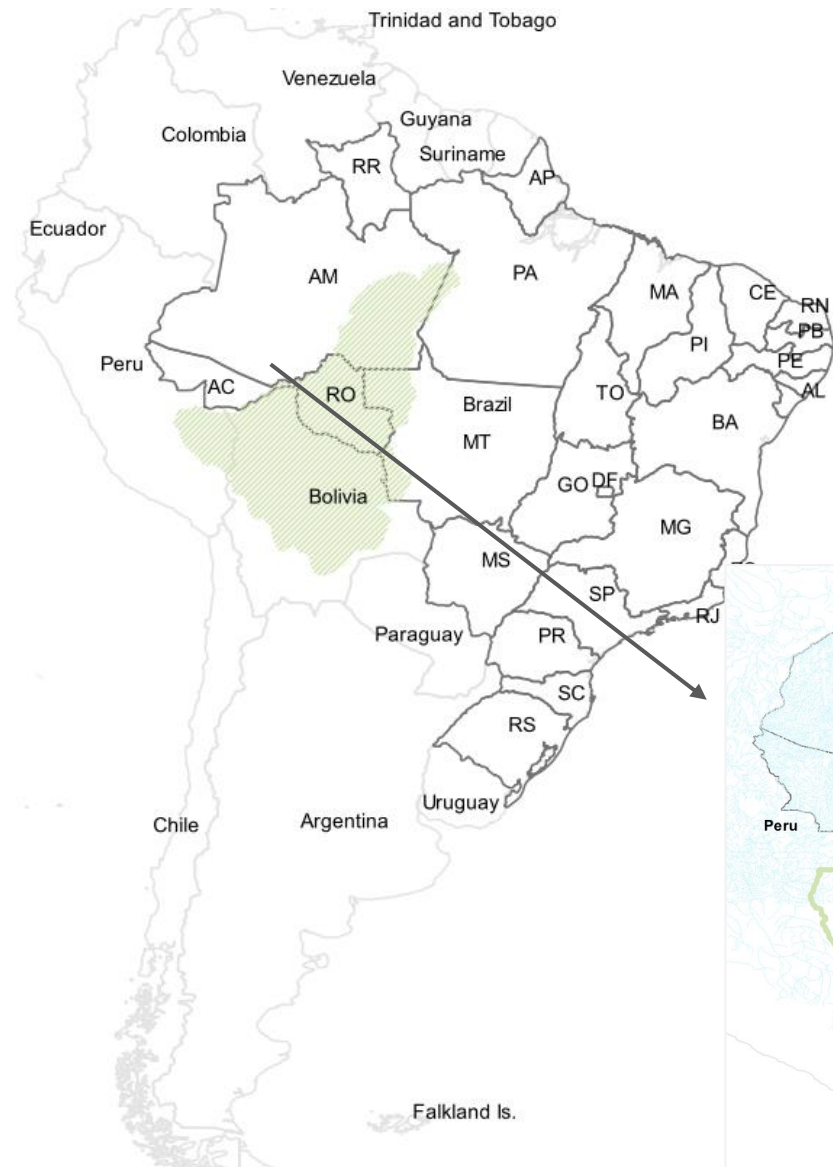 Trinidad and Tobago
Venezuela
Guyana
Colombia
Suriname
RR
AP
Ecuador
AM
PA
MA
CE
RN
PB
PI
PE
Peru
AC
RO
TO
AL
Brazil
BA
MT
Bolivia
GO
DF
MG
MS
SP
RJ
Paraguay
PR
SC
RS
Uruguay
Chile
Argentina
Peru
Falkland Is.